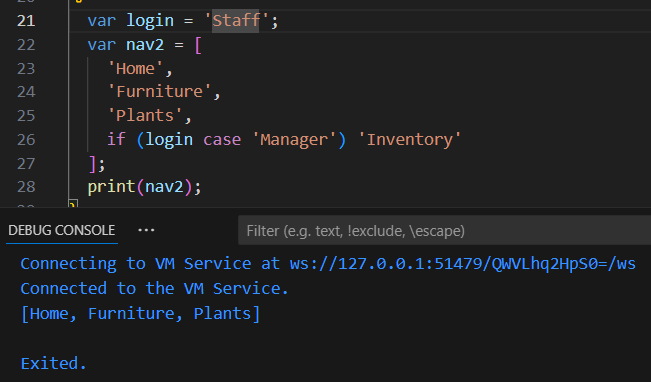 21 var login = 'Staff';
22 var nav2 = [
23 'Home',
24 'Furniture',
25 'Plants',
26 if (login case 'Manager') 'Inventory'
27 ];
28 print(nav2);
DEBUG CONSOLE ... Filter (e.g. text, !exclude, \escape)
Connecting to VM Service at ws://127.0.0.1:51479/QWVLhq2HpS0=/ws
Connected to the VM Service.
[Home, Furniture, Plants]
Exited.